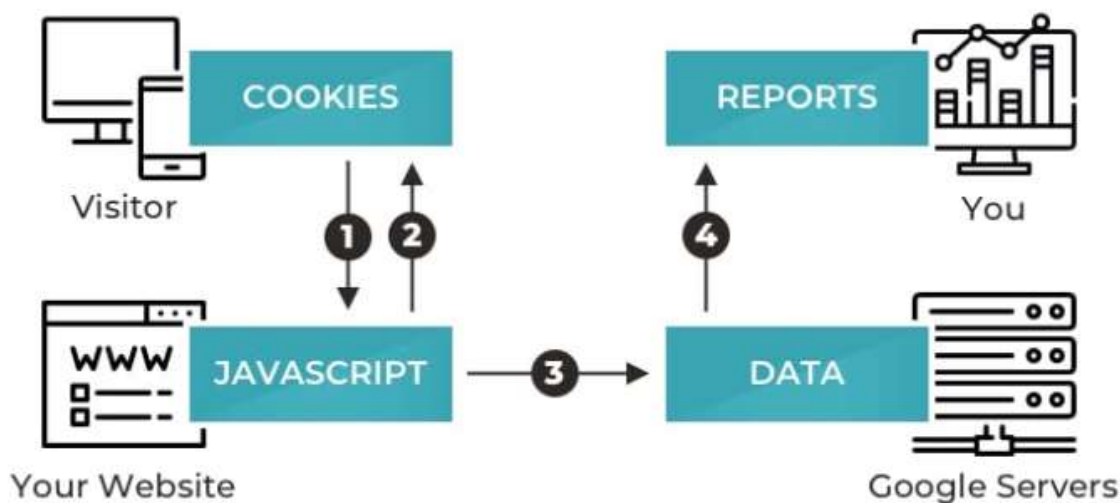 COOKIES
REPORTS
Visitor
You
1
2
4
WWW
JAVASCRIPT
3
DATA
Your Website
Google Servers